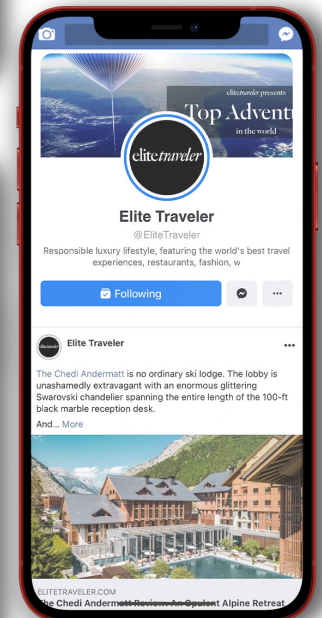 elitetraveler presents
Top Advent
in the world
elitetraveler
Elite Traveler
@EliteTraveler
Responsible luxury lifestyle, featuring the world's best travel
experiences, restaurants, fashion, w
Following
Elite Traveler
The Chedi Andermatt is no ordinary ski lodge. The lobby is
unashamedly extravagant with an enormous glittering
Swarovski chandelier spanning the entire length of the 100-ft
black marble reception desk.
And... More
ELITETRAVELER.COM
The Chedi Andermatt Review: An Opulent Alpine Retreat